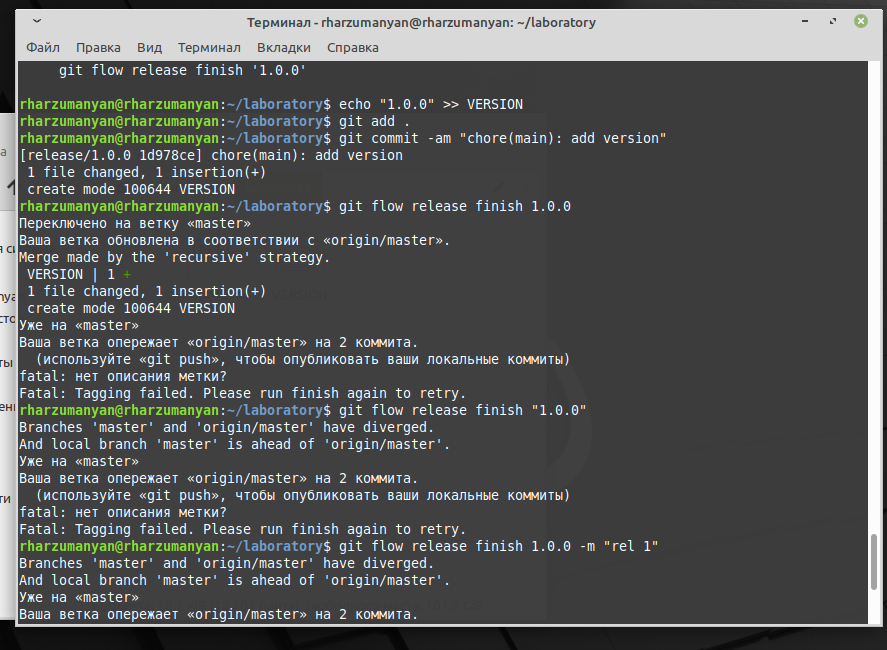 Терминал - rharzumanyan@rharzumanyan: ~/laboratory
Файл Правка Вид Терминал Вкладки Справка
git flow release finish '1.0.0'
rharzumanyan@rharzumanyan:~/laboratory$ echo "1.0.0" >> VERSION
rharzumanyan@rharzumanyan:~/laboratory$ git add .
rharzumanyan@rharzumanyan:~/laboratory$ git commit -am "chore(main): add version"
[release/1.0.0 1d978ce] chore(main): add version
1 file changed, 1 insertion(+)
create mode 100644 VERSION
rharzumanyan@rharzumanyan:~/laboratory$ git flow release finish 1.0.0
Переключено на ветку «master»
Ваша ветка обновлена в соответствии с «origin/master».
Merge made by the 'recursive' strategy.
VERSION | 1 +
1 file changed, 1 insertion(+)
create mode 100644 VERSION
Уже на «master»
Ваша ветка опережает «origin/master» на 2 коммита.
(используйте «git push», чтобы опубликовать ваши локальные коммиты)
fatal: нет описания метки?
Fatal: Tagging failed. Please run finish again to retry.
rharzumanyan@rharzumanyan:~/laboratory$ git flow release finish "1.0.0"
Branches 'master' and 'origin/master' have diverged.
And local branch 'master' is ahead of 'origin/master'.
Уже на «master»
Ваша ветка опережает «origin/master» на 2 коммита.
(используйте «git push», чтобы опубликовать ваши локальные коммиты)
fatal: нет описания метки?
Fatal: Tagging failed. Please run finish again to retry.
rharzumanyan@rharzumanyan:~/laboratory$ git flow release finish 1.0.0 -m "rel 1"
Branches 'master' and 'origin/master' have diverged.
And local branch 'master' is ahead of 'origin/master'.
Уже на «master»
Ваша ветка опережает «origin/master» на 2 коммита.